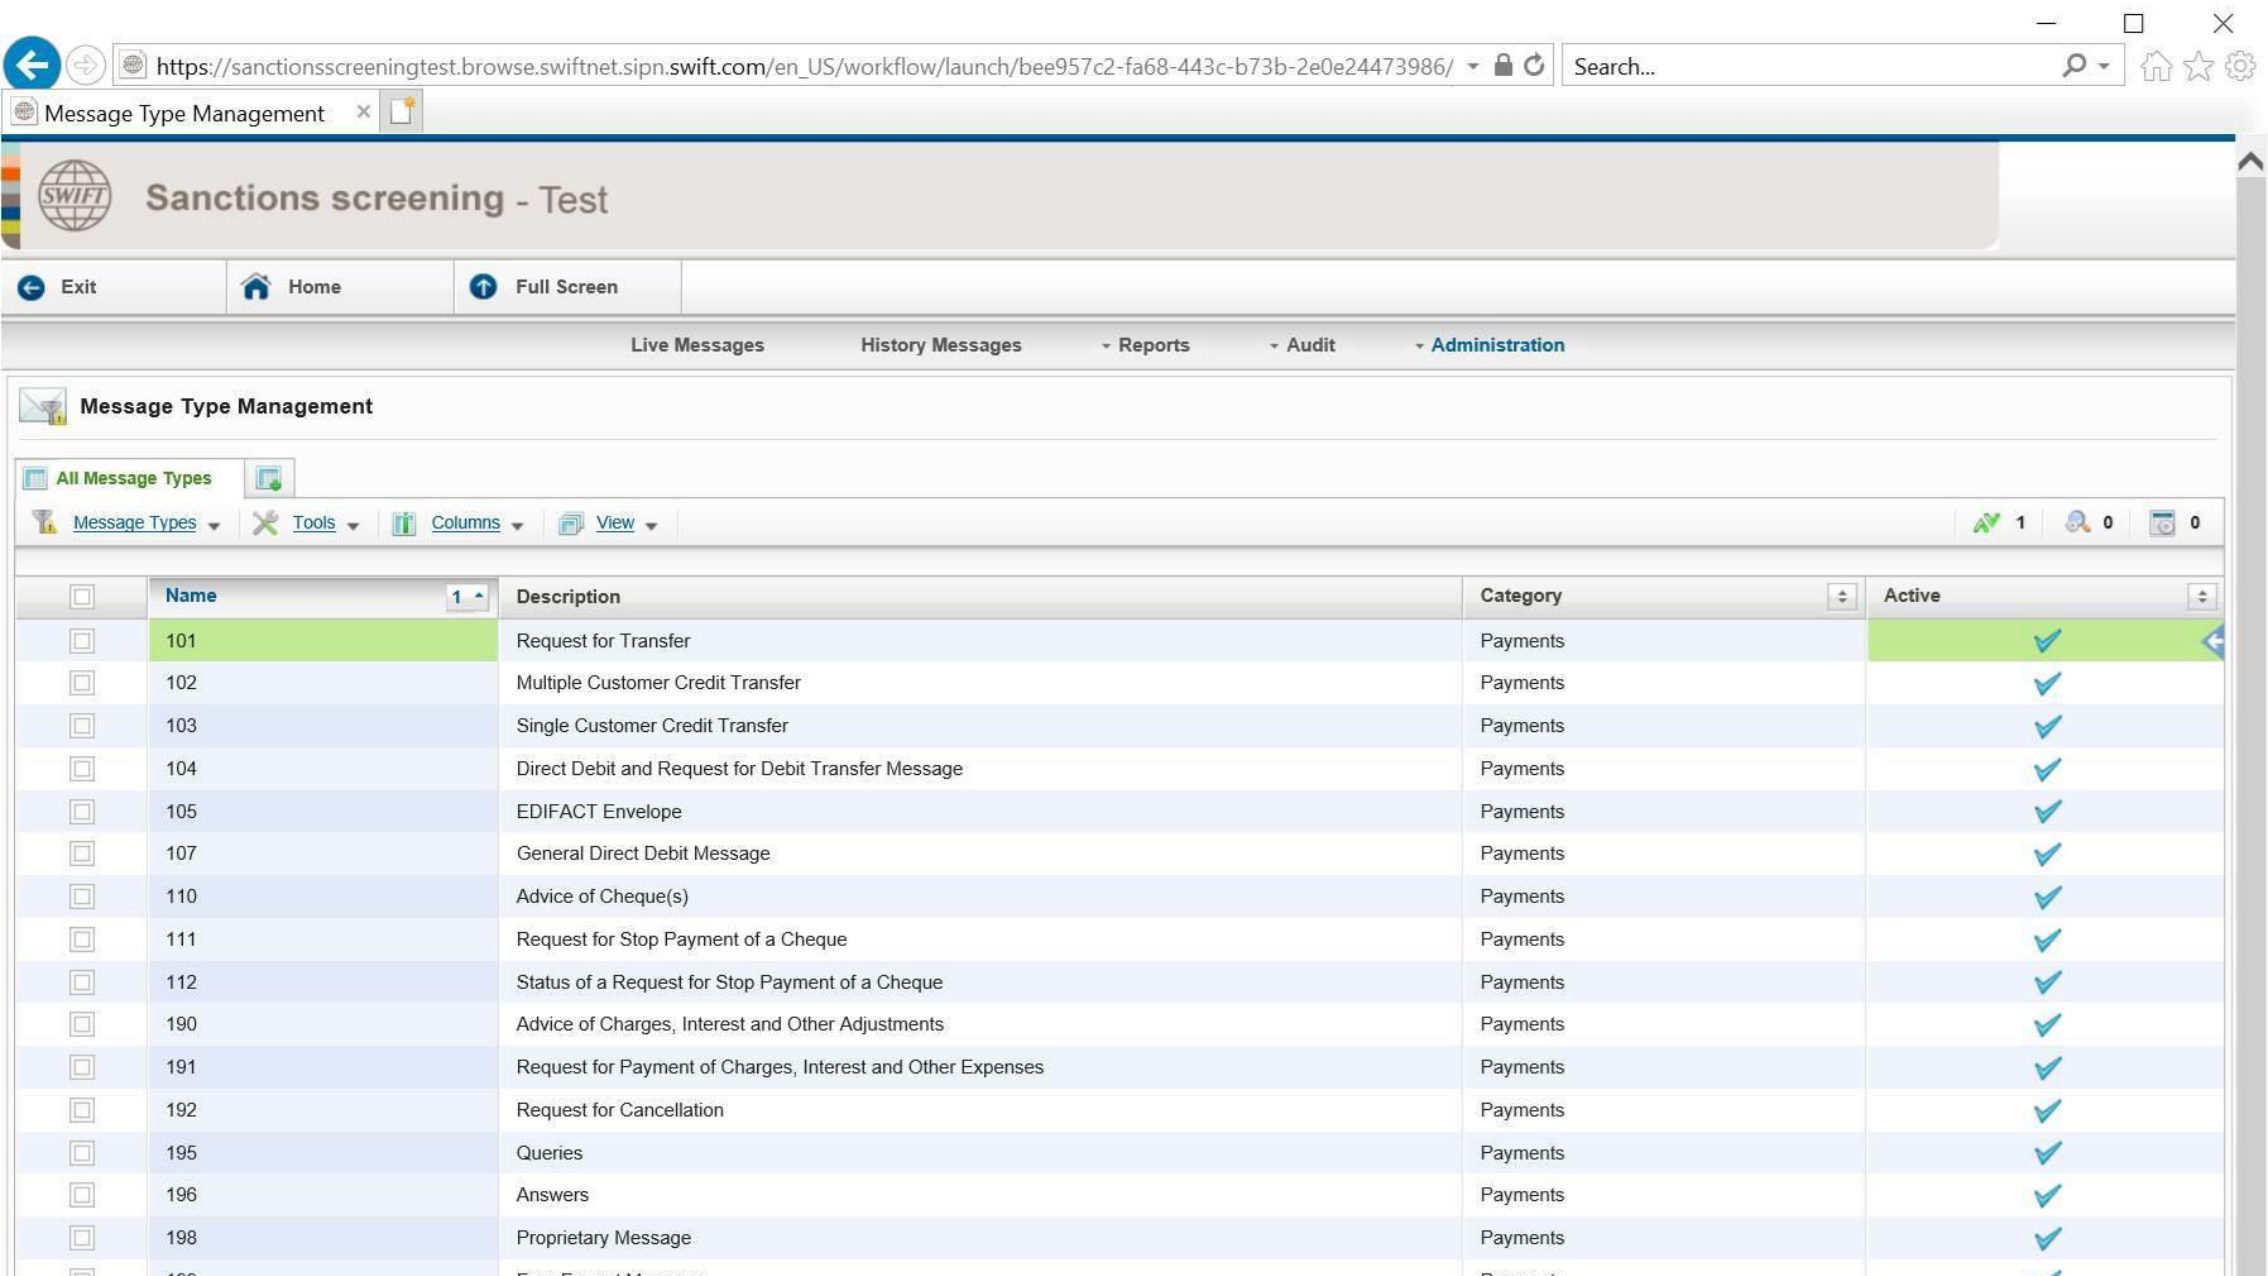 https://sanctionsscreeningtest.browse.swiftnet.sipn.swift.com/en_US/workflow/launch/bee957c2-fa68-443c-b73b-2e0e24473986/ Search...
Message Type Management
SWIFT Sanctions screening - Test
Exit Home Full Screen
Live Messages History Messages Reports Audit Administration
Message Type Management
All Message Types
Message Types Tools Columns View 1 0 0
Name 1 Description Category Active
101 Request for Transfer Payments
102 Multiple Customer Credit Transfer Payments
103 Single Customer Credit Transfer Payments
104 Direct Debit and Request for Debit Transfer Message Payments
105 EDIFACT Envelope Payments
107 General Direct Debit Message Payments
110 Advice of Cheque(s) Payments
111 Request for Stop Payment of a Cheque Payments
112 Status of a Request for Stop Payment of a Cheque Payments
190 Advice of Charges, Interest and Other Adjustments Payments
191 Request for Payment of Charges, Interest and Other Expenses Payments
192 Request for Cancellation Payments
195 Queries Payments
196 Answers Payments
198 Proprietary Message Payments